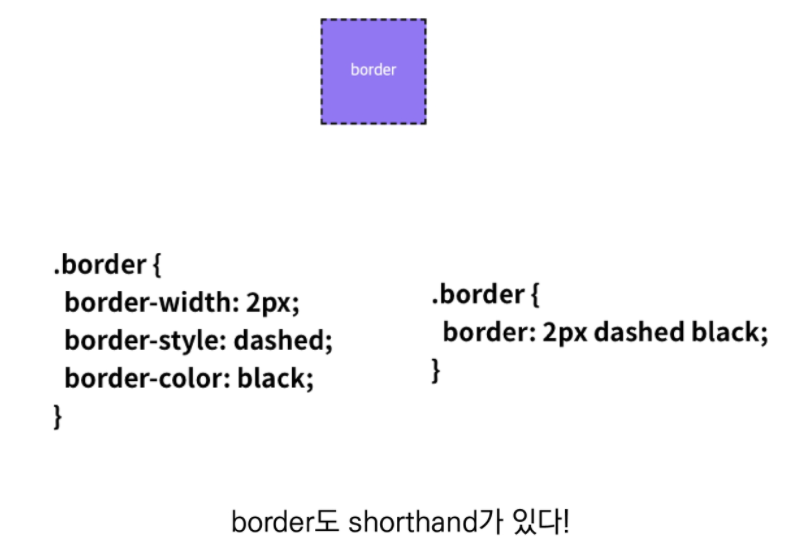 border
.border {
border-width: 2px;
border-style: dashed;
border-color: black;
}
.border {
border: 2px dashed black;
}
border도 shorthand가 있다!